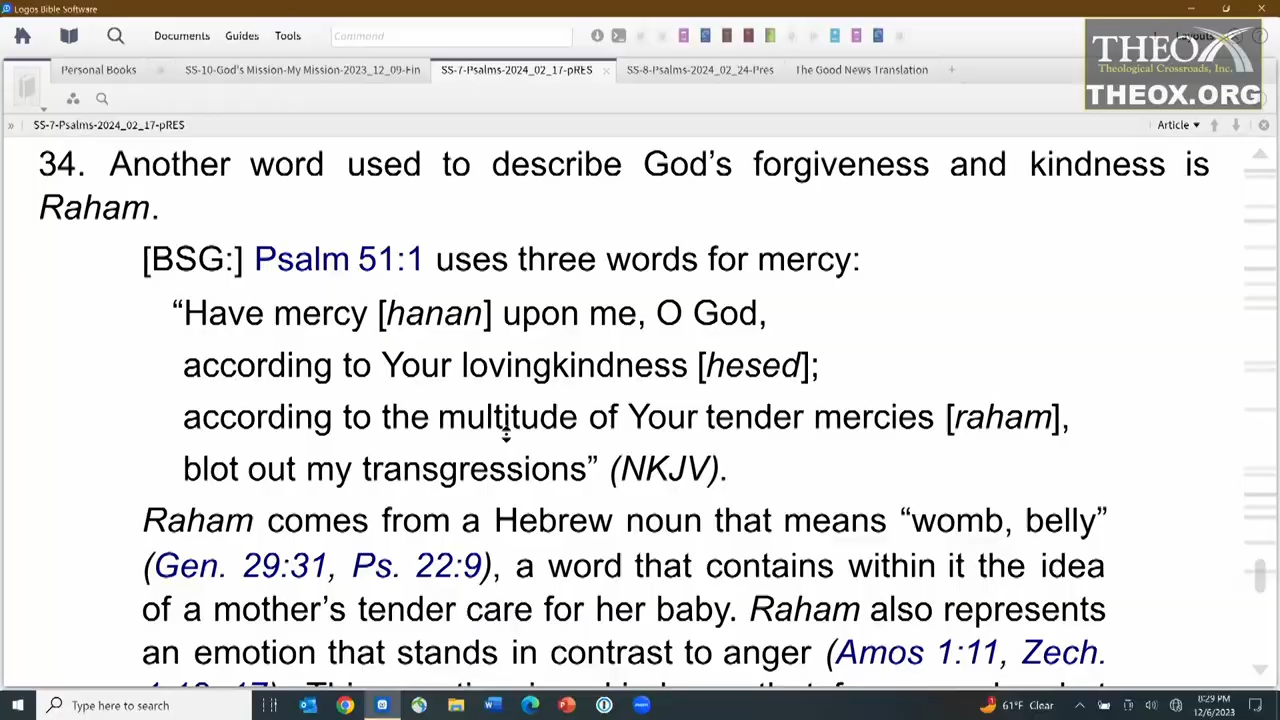 Logos Bible Software
Documents Guides Tools Command Layouts
THEOX
Theological Crossroads, Inc.
THEOX.ORG
Personal Books SS-10-God's Mission-My Mission-2023_12_09-Fin SS-7-Psalms-2024_02_17-pRES SS-8-Psalms-2024_02_24-Pres The Good News Translation
» SS-7-Psalms-2024_02_17-pRES Article
34. Another word used to describe God’s forgiveness and kindness is
Raham.
[BSG:] Psalm 51:1 uses three words for mercy:
“Have mercy [hanan] upon me, O God,
according to Your lovingkindness [hesed];
according to the multitude of Your tender mercies [raham],
blot out my transgressions” (NKJV).
Raham comes from a Hebrew noun that means “womb, belly”
(Gen. 29:31, Ps. 22:9), a word that contains within it the idea
of a mother’s tender care for her baby. Raham also represents
an emotion that stands in contrast to anger (Amos 1:11, Zech.
Type here to search 61°F Clear 8:29 PM
12/6/2023